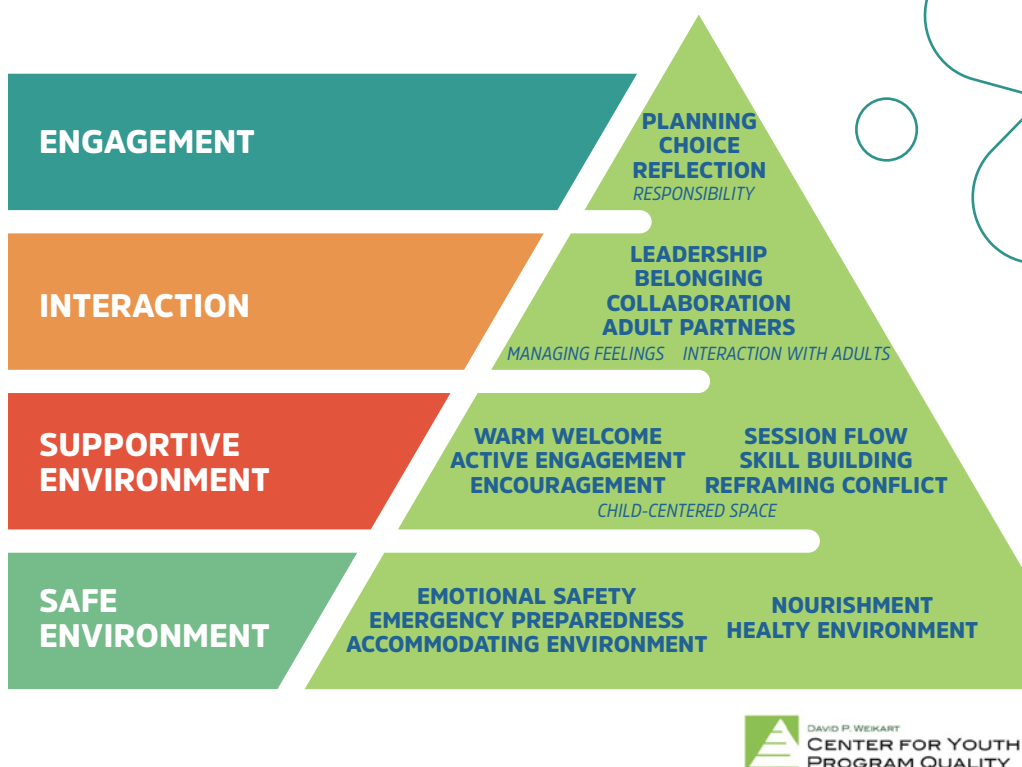 ENGAGEMENT
PLANNING
CHOICE
REFLECTION
RESPONSIBILITY
INTERACTION
LEADERSHIP
BELONGING
COLLABORATION
ADULT PARTNERS
MANAGING FEELINGS INTERACTION WITH ADULTS
SUPPORTIVE
ENVIRONMENT
WARM WELCOME
ACTIVE ENGAGEMENT
ENCOURAGEMENT
SESSION FLOW
SKILL BUILDING
REFRAMING CONFLICT
CHILD-CENTERED SPACE
SAFE
ENVIRONMENT
EMOTIONAL SAFETY
EMERGENCY PREPAREDNESS
ACCOMMODATING ENVIRONMENT
NOURISHMENT
HEALTY ENVIRONMENT
DAVID P. WEIKART
CENTER FOR YOUTH
PROGRAM QUALITY